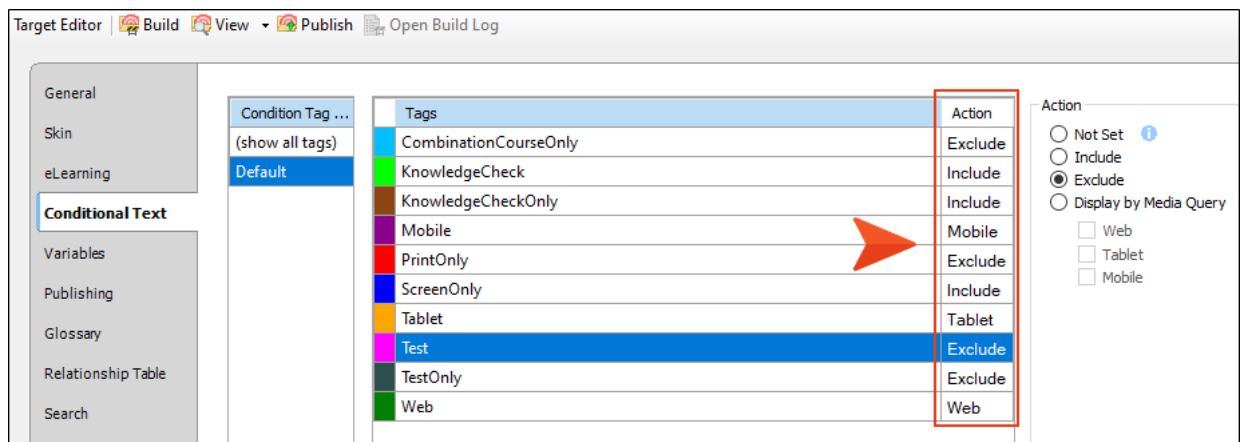 Target Editor Build View Publish Open Build Log
General
Skin
eLearning
Conditional Text
Variables
Publishing
Glossary
Relationship Table
Search
Condition Tag ...
(show all tags)
Default
Tags Action
CombinationCourseOnly Exclude
KnowledgeCheck Include
KnowledgeCheckOnly Include
Mobile Mobile
PrintOnly Exclude
ScreenOnly Include
Tablet Tablet
Test Exclude
TestOnly Exclude
Web Web
Action
Not Set
Include
Exclude
Display by Media Query
Web
Tablet
Mobile